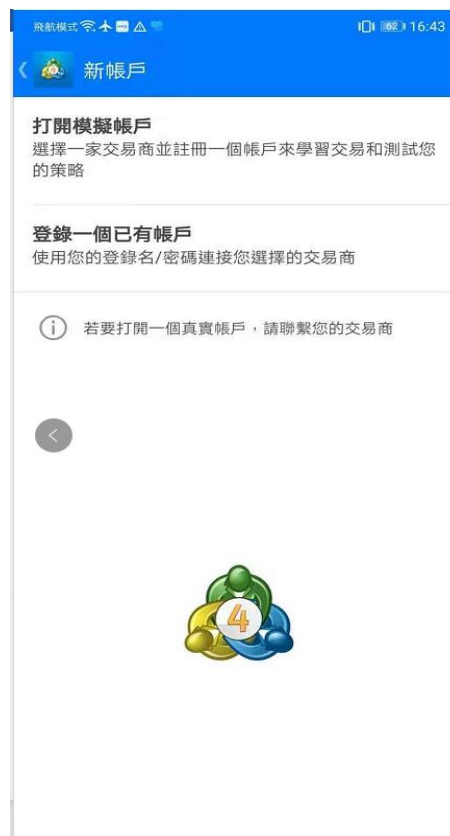 飛航模式 62 16:43
新帳戶
打開模擬帳戶
選擇一家交易商並註冊一個帳戶來學習交易和測試您
的策略
登錄一個已有帳戶
使用您的登錄名/密碼連接您選擇的交易商
若要打開一個真實帳戶，請聯繫您的交易商
4